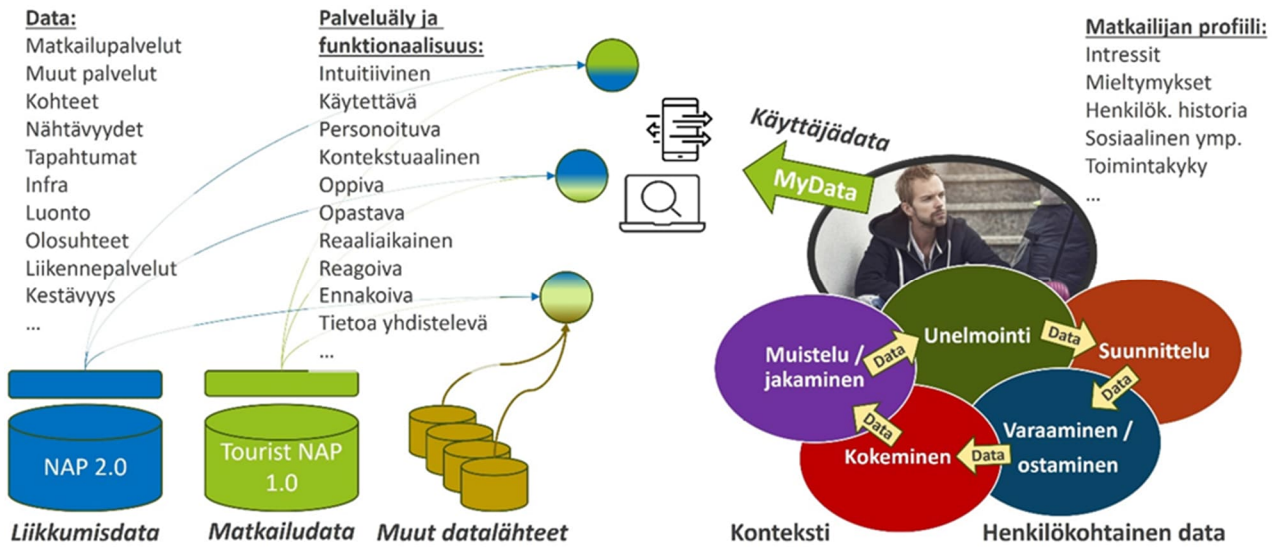 Data:
Matkailupalvelut
Muut palvelut
Kohteet
Nähtävyydet
Tapahtumat
Infra
Luonto
Olosuhteet
Liikennepalvelut
Kestävyys
...
Palveluäly ja
funktionaalisuus:
Intuitiivinen
Käytettävä
Personoituva
Kontekstuaalinen
Oppiva
Opastava
Reaaliaikainen
Reagoiva
Ennakoiva
Tietoa yhdistelevä
...
Käyttäjädata
MyData
Matkailijan profiili:
Intressit
Mieltymykset
Henkilök. historia
Sosiaalinen ymp.
Toimintakyky
...
Unelmointi
Data
Suunnittelu
Data
Varaaminen /
ostaminen
Data
Kokeminen
Data
Muistelu /
jakaminen
Data
NAP 2.0
Tourist NAP
1.0
Liikkumisdata
Matkailudata
Muut datalähteet
Konteksti
Henkilökohtainen data